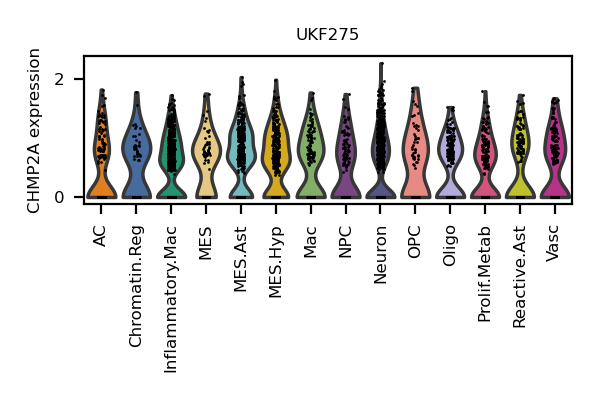 UKF275
CHMP2A expression
2
0
AC
Chromatin.Reg
Inflammatory.Mac
MES
MES.Ast
MES.Hyp
Mac
NPC
Neuron
OPC
Oligo
Prolif.Metab
Reactive.Ast
Vasc